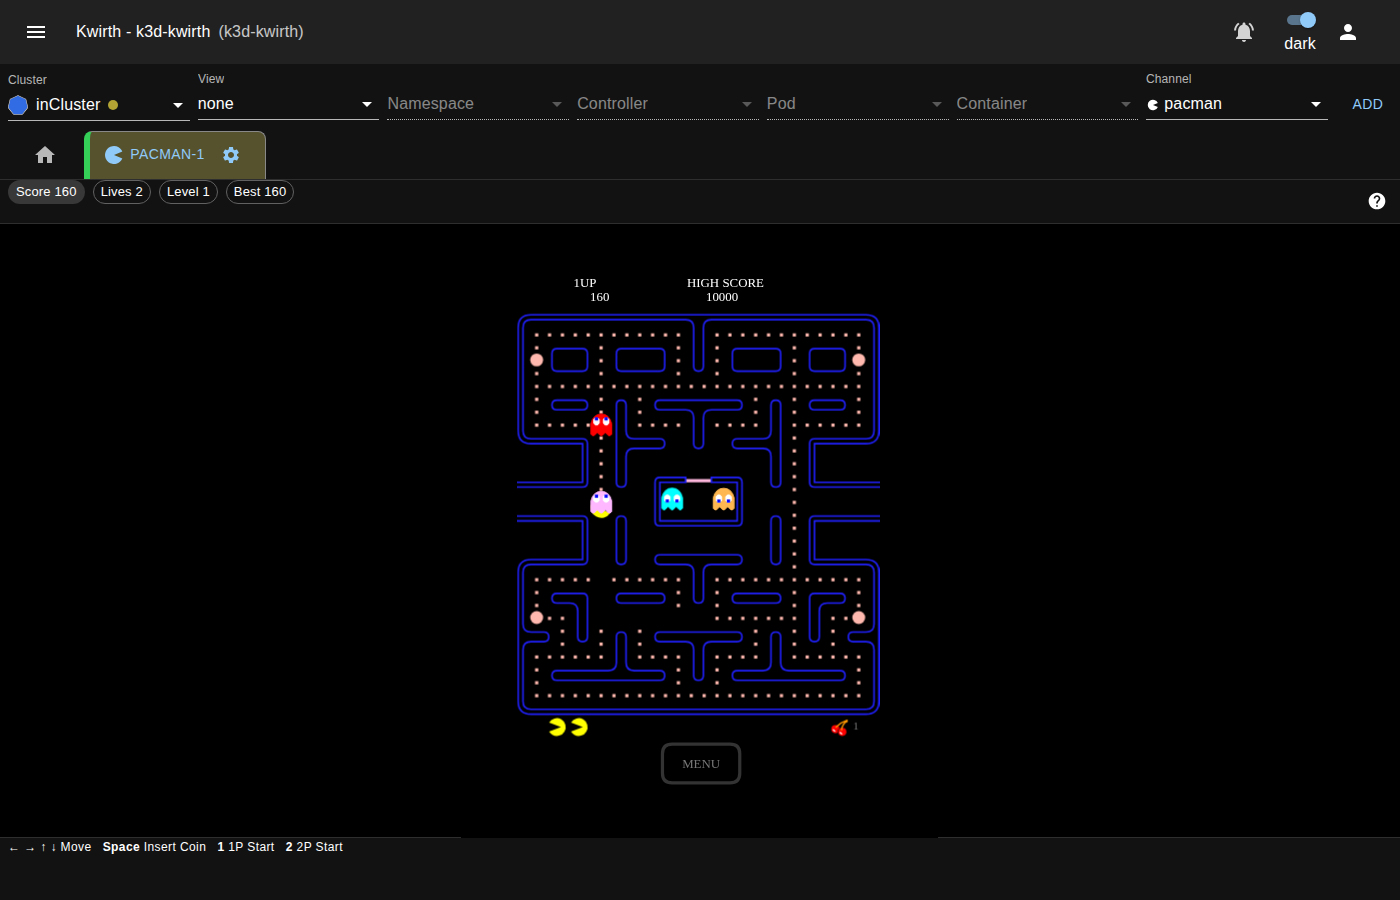 Kwirth - k3d-kwirth (k3d-kwirth)
dark
Cluster
View
Channel
inCluster
none
Namespace
Controller
Pod
Container
pacman
ADD
PACMAN-1
Score 160
Lives 2
Level 1
Best 160
1UP
HIGH SCORE
160
10000
1
MENU
← → ↑ ↓ Move Space Insert Coin 1 1P Start 2 2P Start